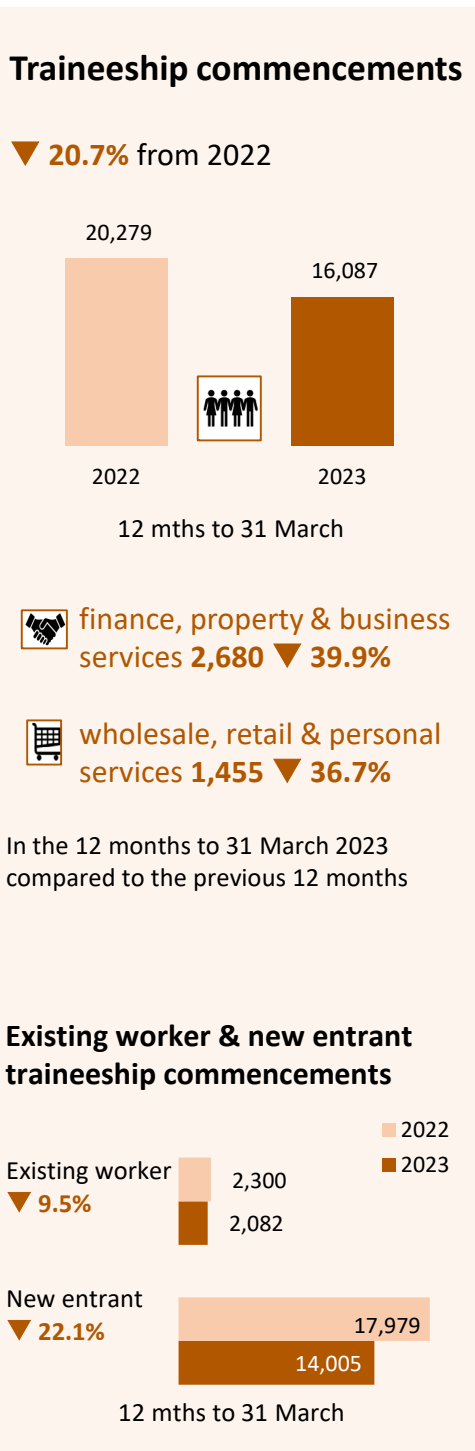 Traineeship commencements
▼ 20.7% from 2022
20,279
16,087
2022
2023
12 mths to 31 March
finance, property & business
services 2,680 ▼ 39.9%
wholesale, retail & personal
services 1,455 ▼ 36.7%
In the 12 months to 31 March 2023
compared to the previous 12 months
Existing worker & new entrant
traineeship commencements
2022
2023
Existing worker
▼ 9.5%
2,300
2,082
New entrant
▼ 22.1%
17,979
14,005
12 mths to 31 March